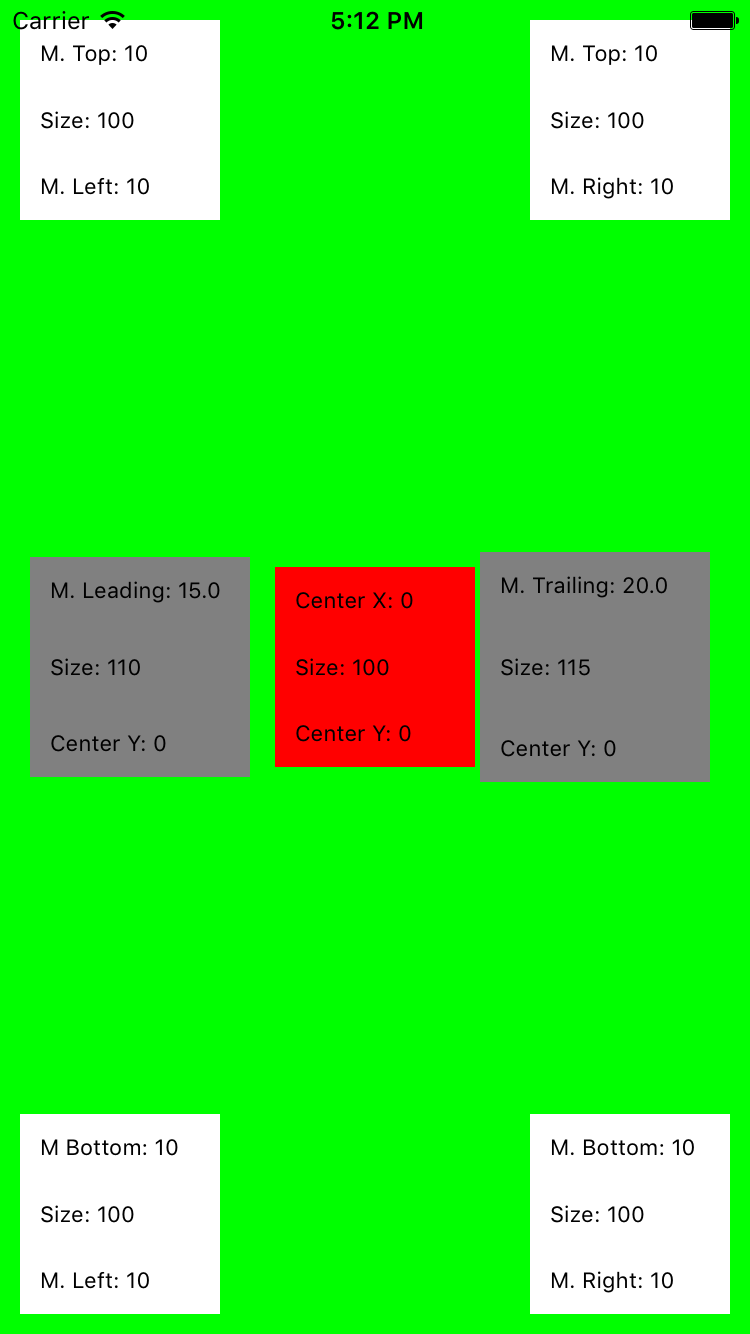 Carrier 5:12 PM
M. Top: 10
Size: 100
M. Left: 10
M. Top: 10
Size: 100
M. Right: 10
M. Leading: 15.0
Size: 110
Center Y: 0
Center X: 0
Size: 100
Center Y: 0
M. Trailing: 20.0
Size: 115
Center Y: 0
M Bottom: 10
Size: 100
M. Left: 10
M. Bottom: 10
Size: 100
M. Right: 10